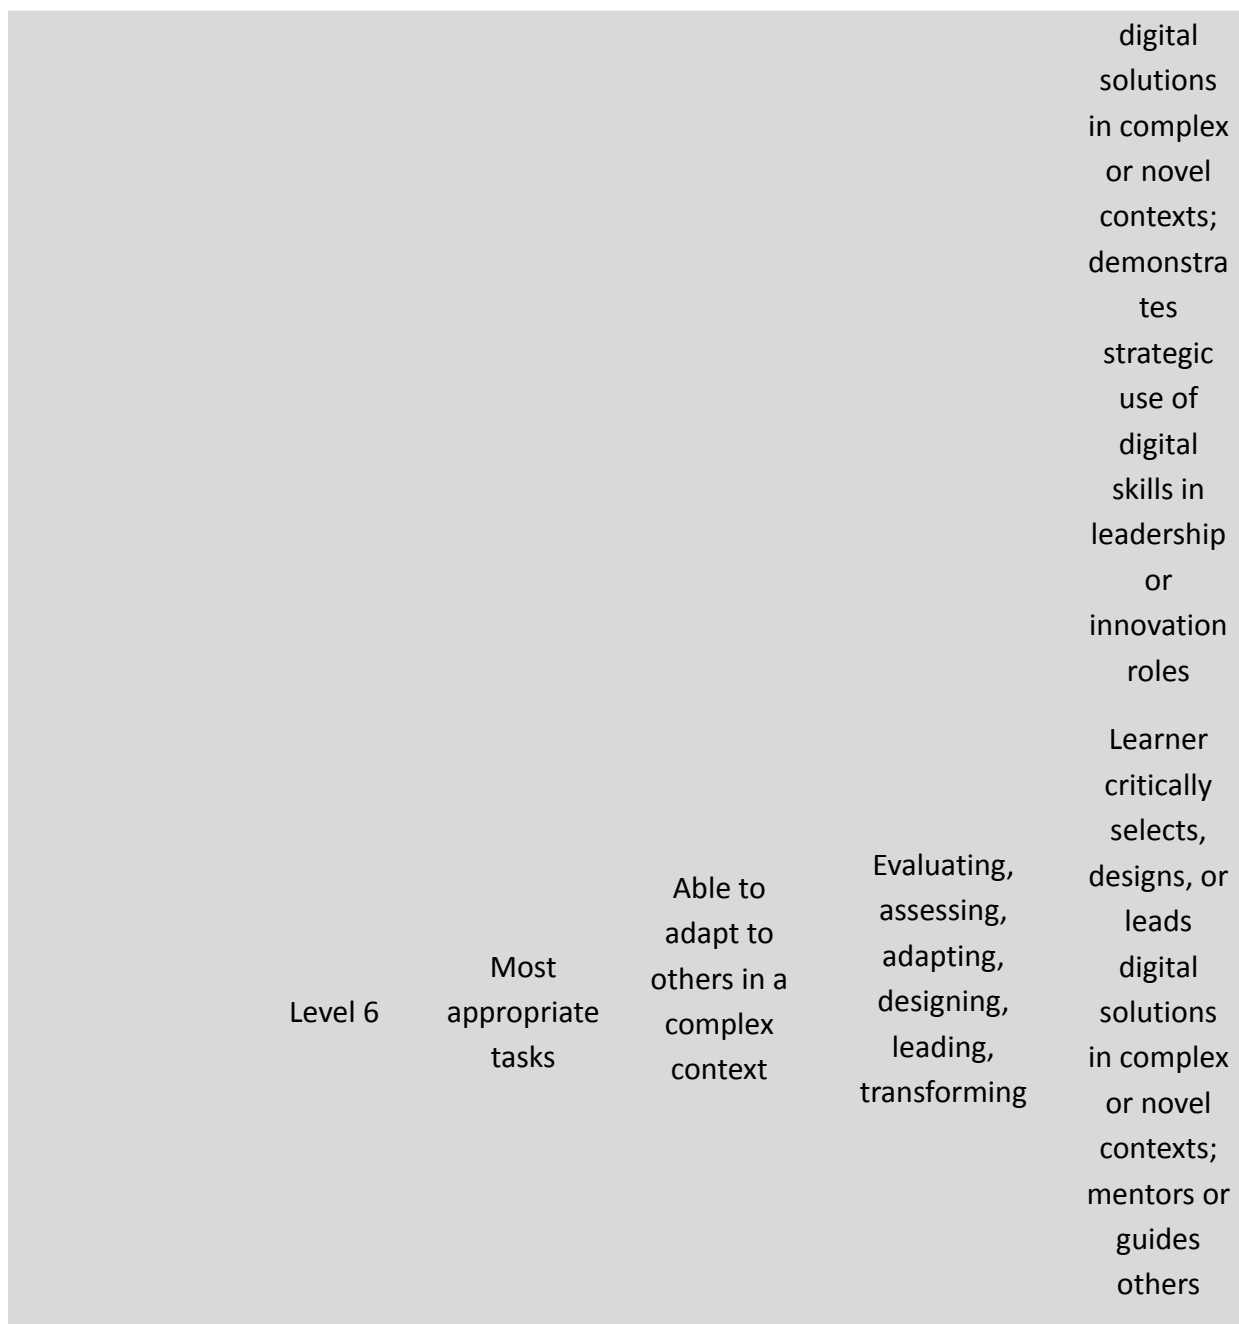 digital
solutions
in complex
or novel
contexts;
demonstra
tes
strategic
use of
digital
skills in
leadership
or
innovation
roles
Level 6
Most
appropriate
tasks
Able to
adapt to
others in a
complex
context
Evaluating,
assessing,
adapting,
designing,
leading,
transforming
Learner
critically
selects,
designs, or
leads
digital
solutions
in complex
or novel
contexts;
mentors or
guides
others